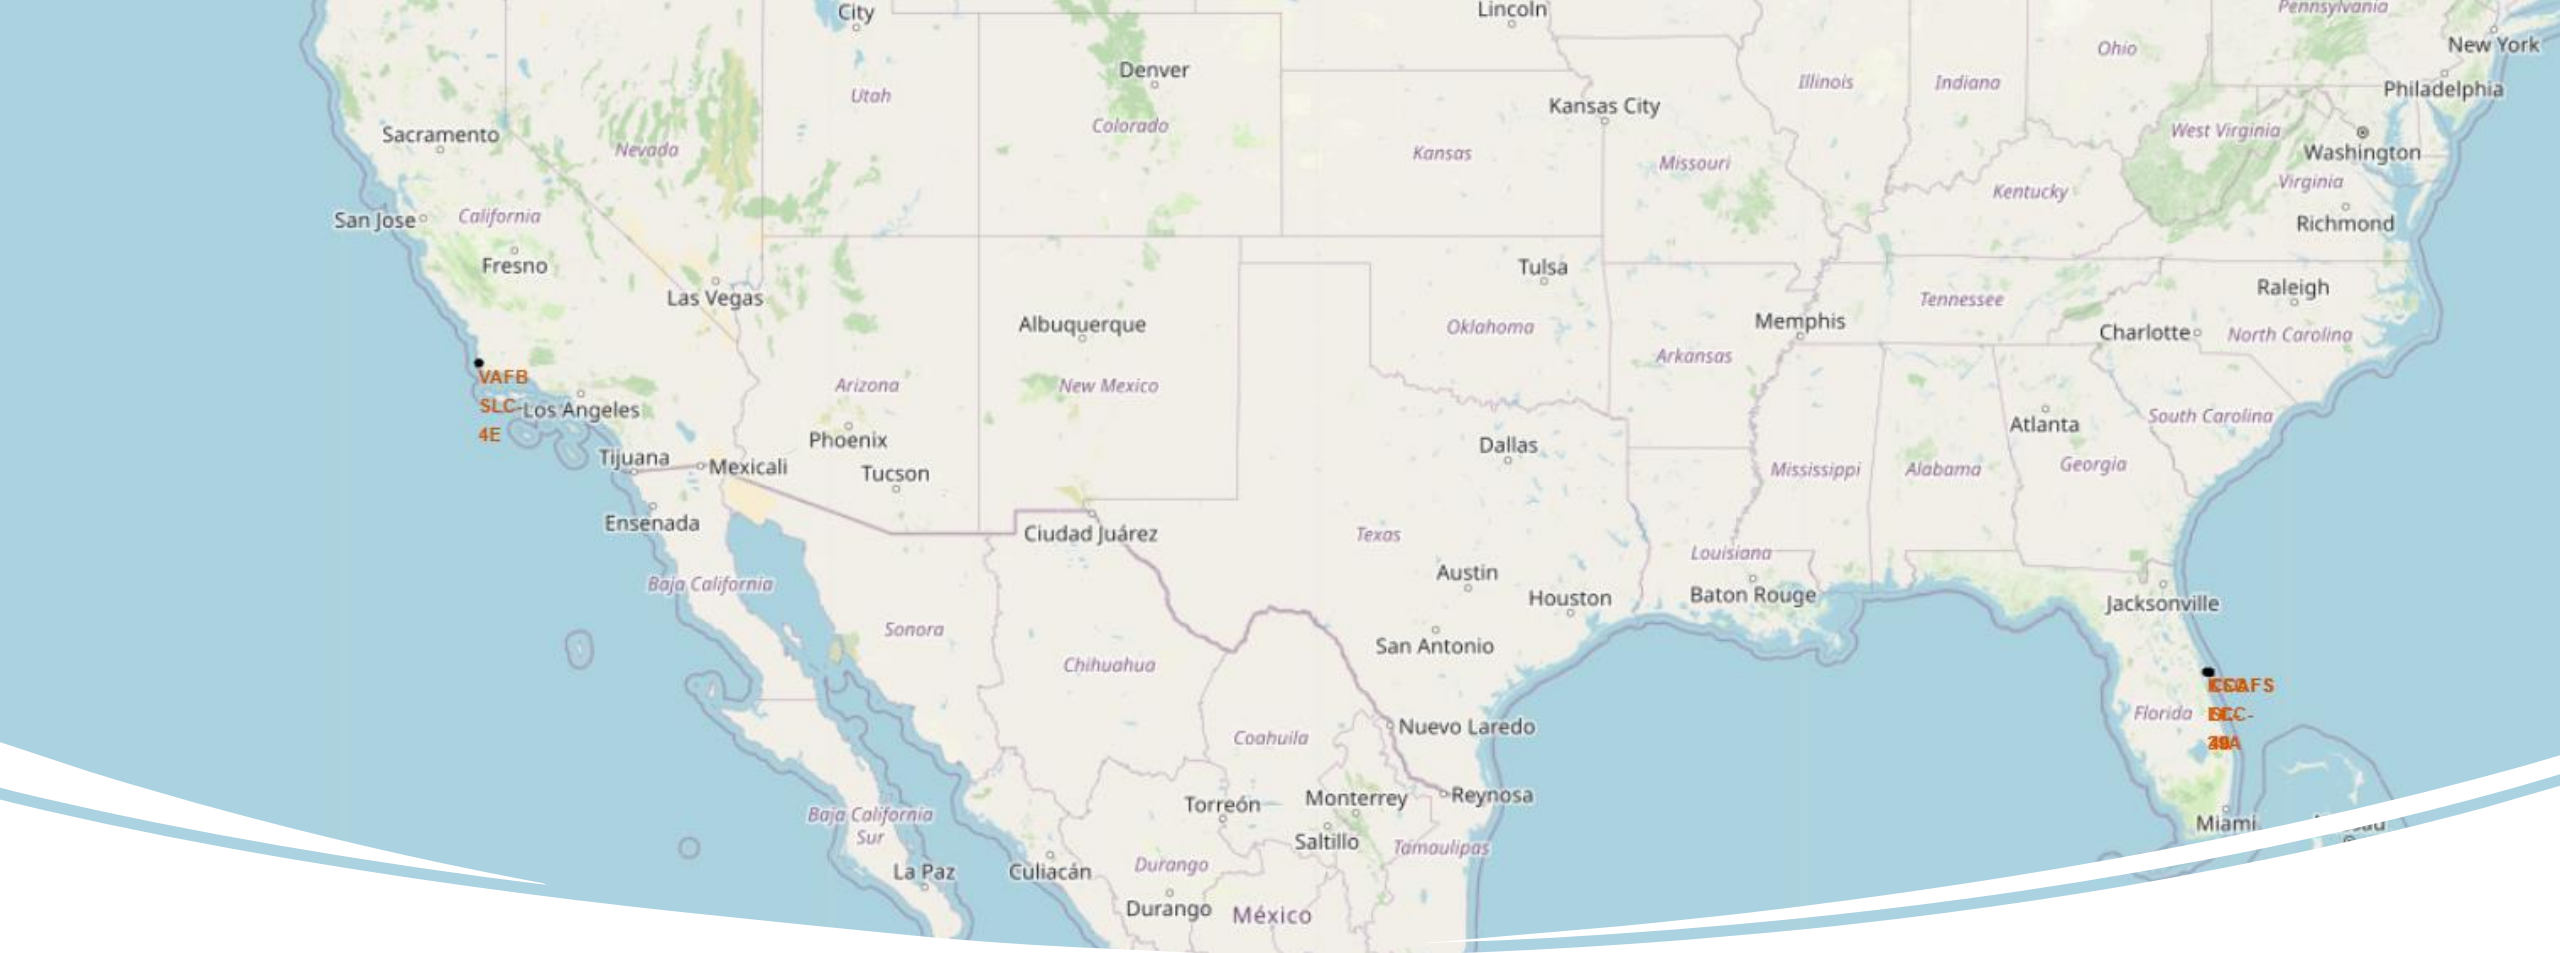 City
Lincoln
Pennsylvania
New York
Ohio
Denver
Utah
Illinois
Indiana
Philadelphia
Kansas City
Colorado
Sacramento
Nevada
Kansas
Missouri
West Virginia
Washington
Virginia
Kentucky
San Jose
California
Richmond
Fresno
Tulsa
Las Vegas
Raleigh
Tennessee
Albuquerque
Oklahoma
Memphis
Charlotte
North Carolina
Arkansas
VAFB
SLC-
4E
Arizona
New Mexico
Los Angeles
South Carolina
Atlanta
Phoenix
Dallas
Tijuana
Mexicali
Tucson
Mississippi
Alabama
Georgia
Ensenada
Ciudad Juárez
Texas
Louisiana
Baja California
Austin
Houston
Baton Rouge
Jacksonville
Sonora
San Antonio
Chihuahua
Florida
Nuevo Laredo
Coahuila
Torreón
Monterrey
Reynosa
Baja California
Sur
Saltillo
Tamaulipas
Miami
La Paz
Culiacán
Durango
Durango
México